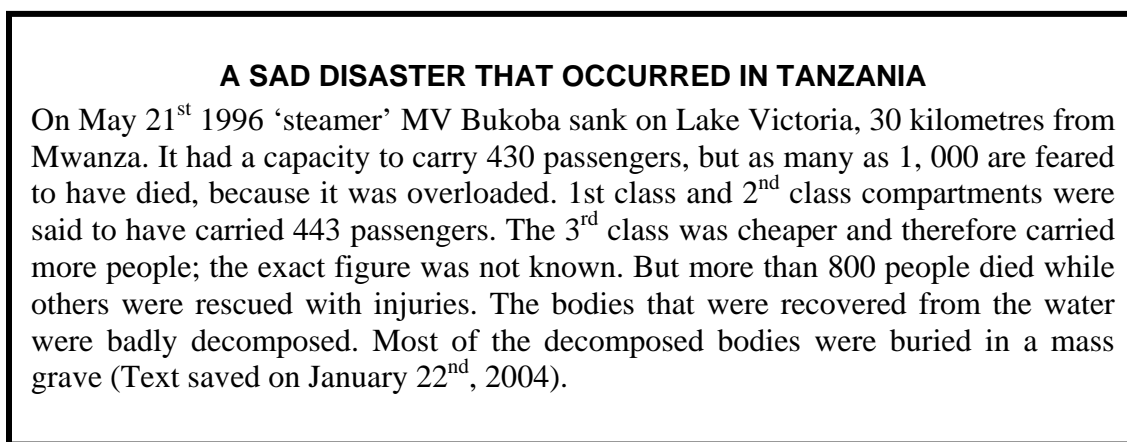 A SAD DISASTER THAT OCCURRED IN TANZANIA
On May 21st 1996 ‘steamer’ MV Bukoba sank on Lake Victoria, 30 kilometres from
Mwanza. It had a capacity to carry 430 passengers, but as many as 1, 000 are feared
to have died, because it was overloaded. 1st class and 2nd class compartments were
said to have carried 443 passengers. The 3rd class was cheaper and therefore carried
more people; the exact figure was not known. But more than 800 people died while
others were rescued with injuries. The bodies that were recovered from the water
were badly decomposed. Most of the decomposed bodies were buried in a mass
grave (Text saved on January 22nd, 2004).